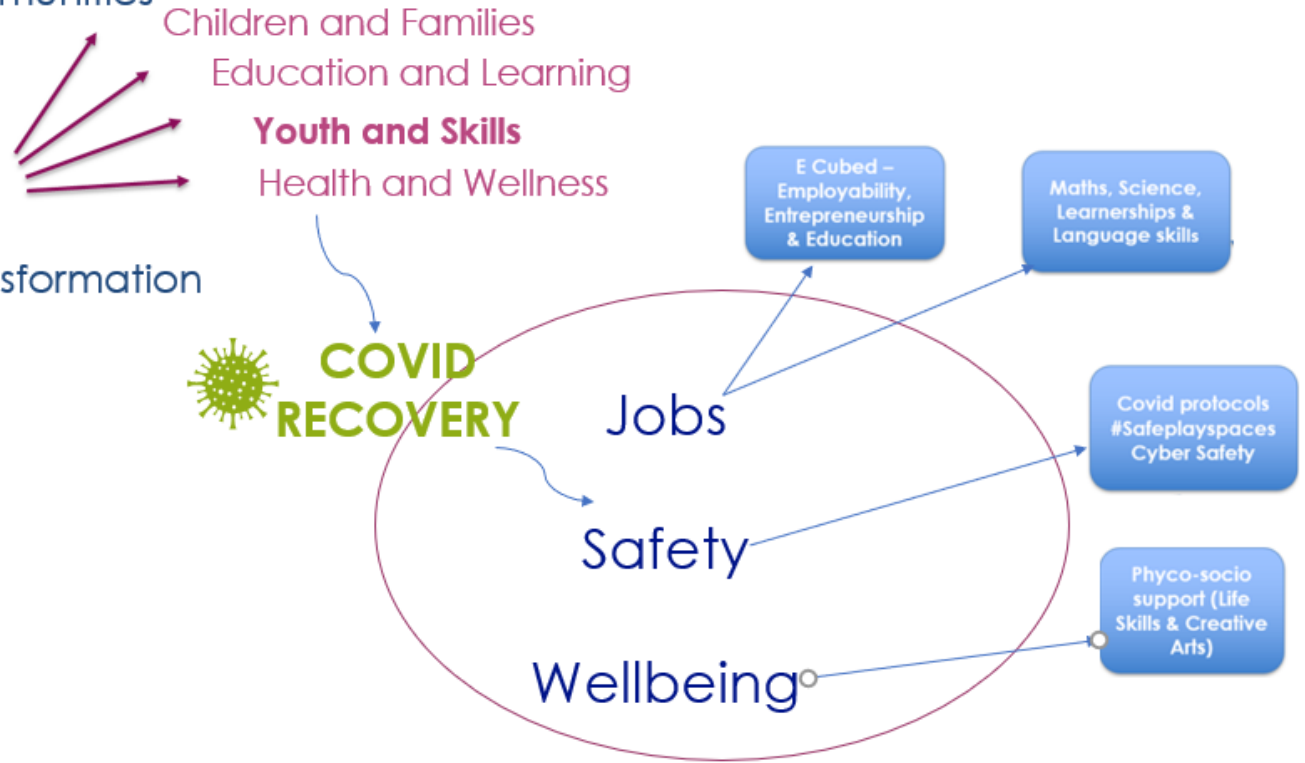 Children and Families
Education and Learning
Youth and Skills
Health and Wellness
sformation
COVID
RECOVERY
Jobs
Safety
Wellbeing
E Cubed –
Employability,
Entrepreneurship
& Education
Maths, Science,
Learnerships &
Language skills
Covid protocols
#Safeplayspaces
Cyber Safety
Phyco-socio
support (Life
Skills & Creative
Arts)